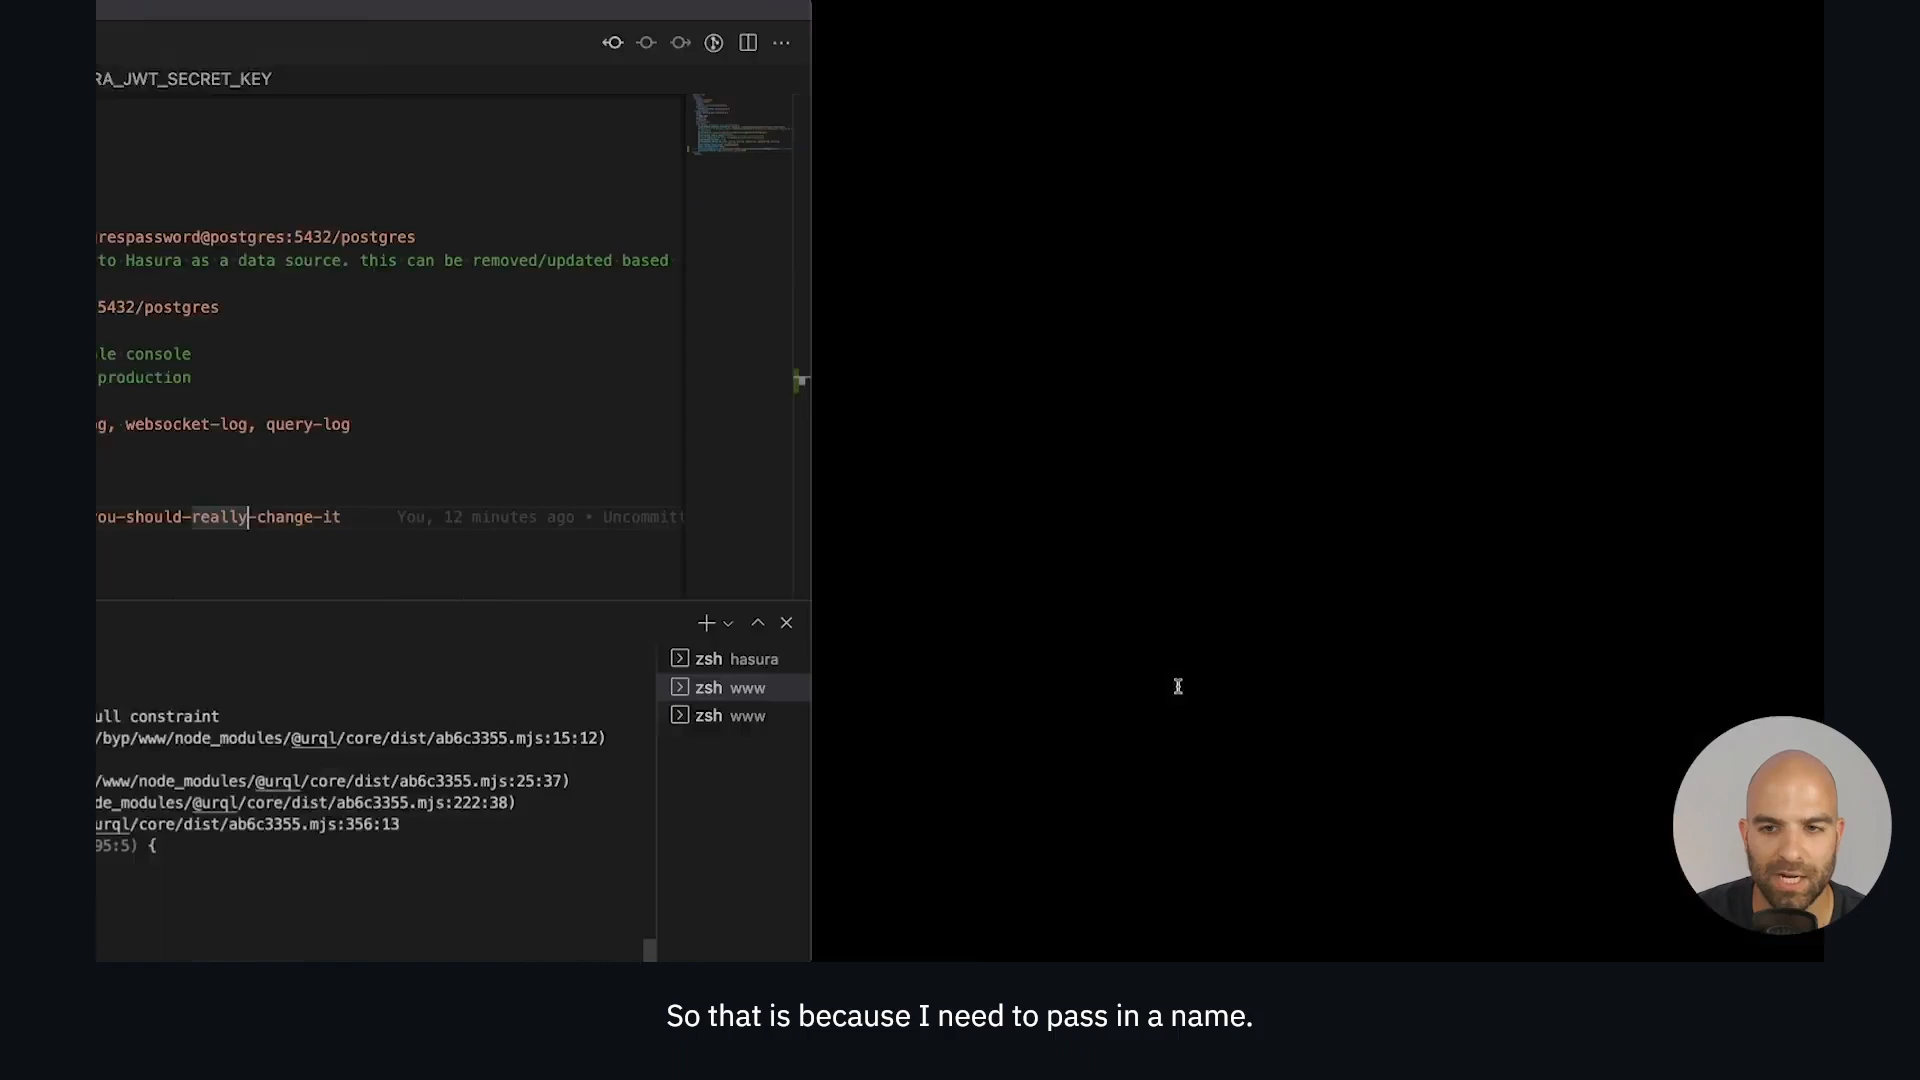 RA_JWT_SECRET_KEY
respassword@postgres:5432/postgres
to Hasura as a data source. this can be removed/updated based
5432/postgres
le console
production
g, websocket-log, query-log
ou-should-really-change-it You, 12 minutes ago • Uncommitt
zsh hasura
zsh www
zsh www
ull constraint
/byp/www/node_modules/@urql/core/dist/ab6c3355.mjs:15:12)
/www/node_modules/@urql/core/dist/ab6c3355.mjs:25:37)
de_modules/@urql/core/dist/ab6c3355.mjs:222:38)
urql/core/dist/ab6c3355.mjs:356:13
95:5) {
So that is because I need to pass in a name.